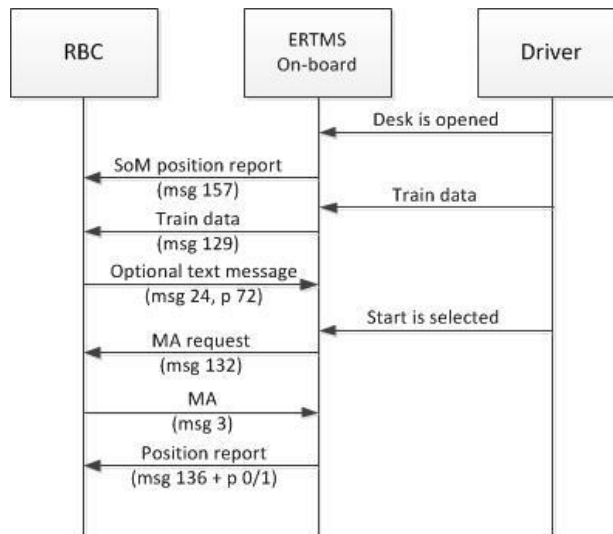 RBC
ERTMS
On-board
Driver
Desk is opened
SoM position report
(msg 157)
Train data
Train data
(msg 129)
Optional text message
(msg 24, p 72)
Start is selected
MA request
(msg 132)
MA
(msg 3)
Position report
(msg 136 + p 0/1)